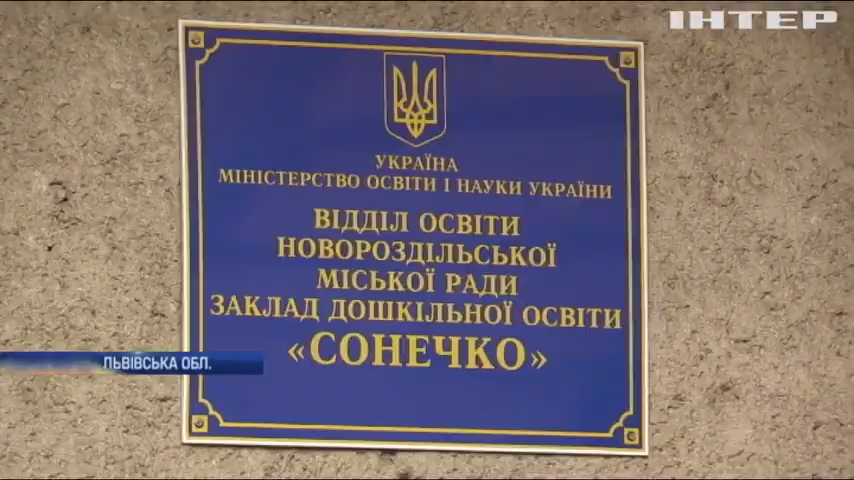 ІНТЕР
УКРАЇНА
МІНІСТЕРСТВО ОСВІТИ І НАУКИ УКРАЇНИ
ВІДДІЛ ОСВІТИ
НОВОРОЗДІЛЬСЬКОЇ
МІСЬКОЇ РАДИ
ЗАКЛАД ДОШКІЛЬНОЇ ОСВІТИ
«СОНЕЧКО»
ЛЬВІВСЬКА ОБЛ.